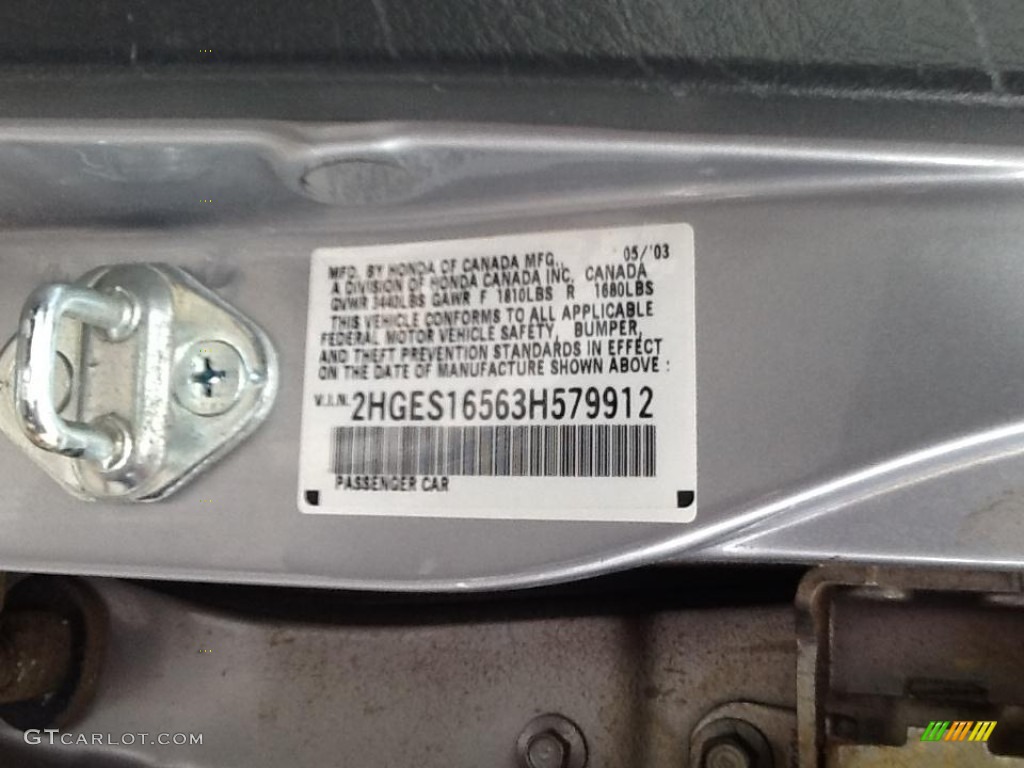 MFD. BY HONDA OF CANADA MFG., 05/'03
A DIVISION OF HONDA CANADA INC, CANADA
GVWR 3440LBS GAWR F 1810LBS R 1680LBS
THIS VEHICLE CONFORMS TO ALL APPLICABLE
FEDERAL MOTOR VEHICLE SAFETY, BUMPER,
AND THEFT PREVENTION STANDARDS IN EFFECT
ON THE DATE OF MANUFACTURE SHOWN ABOVE :
V.I.N. 2HGES16563H579912
PASSENGER CAR
GTCARLOT.COM